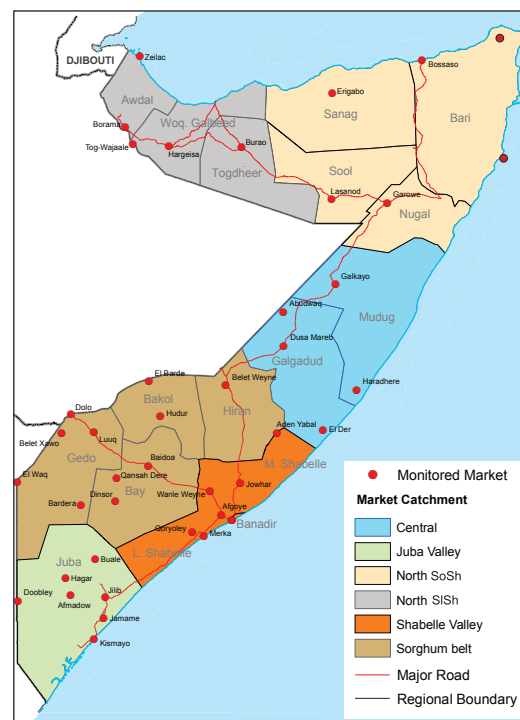 DJIBOUTI
Zeilac
Bossaso
Awdal
Erigabo
Sanag
Borama
Woq. Galbeed
Bari
Tog-Wajaale
Hargeisa
Burao
Togdheer
Sool
Lasanod
Garowe
Nugal
Galkayo
Abudwaq
Mudug
Dusa Mareb
Galgadud
El Barde
Belet Weyne
Haradhere
Bakol
Hiran
Dolo
Hudur
Aden Yabal
El Der
Belet Xawo
Luuq
Gedo
Baidoa
M. Shabelle
El Waq
Qansah Dere
Dinsor
Bay
Wanle Weyne
Jowhar
Bardera
Afgoye
Banadir
Qoryoley
Merka
L. Shabelle
Juba
Buale
Hagar
Doobley
Afmadow
Jilib
Jamame
Kismayo
Monitored Market
Market Catchment
Central
Juba Valley
North SoSh
North SlSh
Shabelle Valley
Sorghum belt
Major Road
Regional Boundary